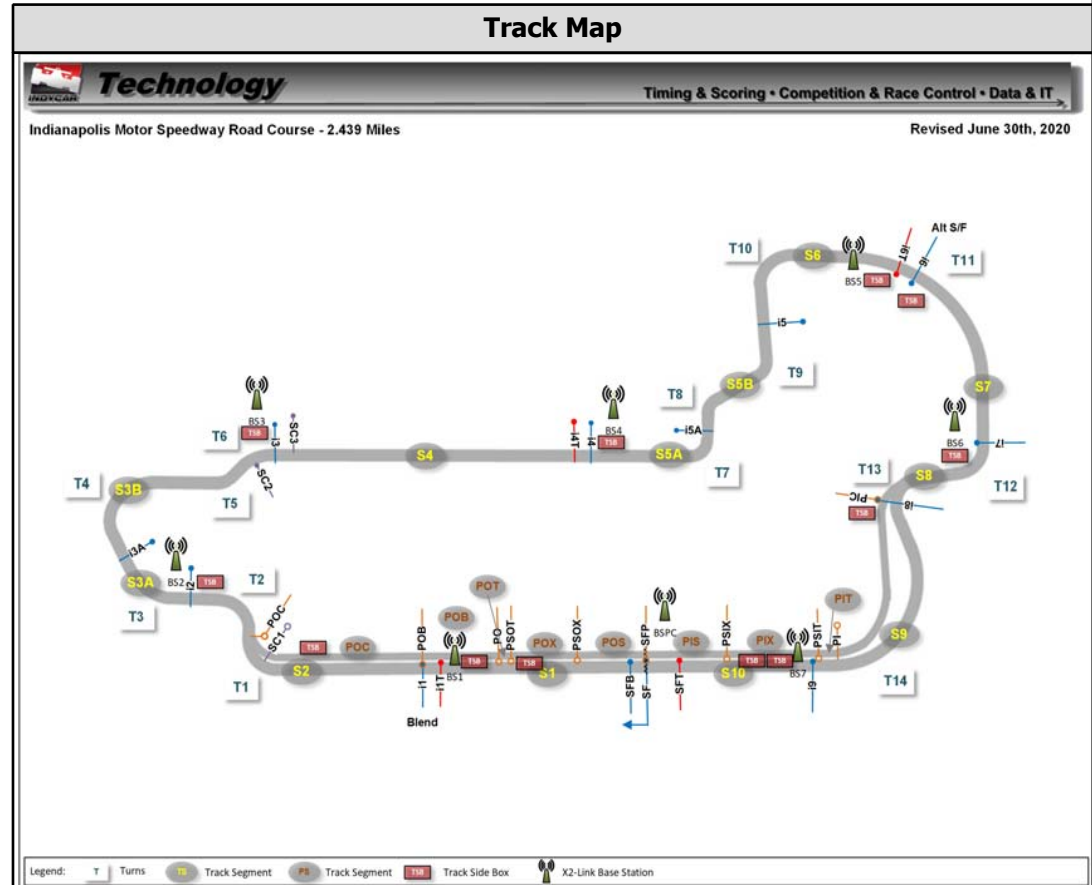 Track Map
INDYCAR
Technology
Timing & Scoring • Competition & Race Control • Data & IT
Indianapolis Motor Speedway Road Course - 2.439 Miles
Revised June 30th, 2020
Alt S/F
T10
S6
BS5
TSB
i6T
i6
T11
TSB
i5
T9
S5B
T8
S7
BS3
TSB
T6
i3
SC3
i4T
i4
BS4
TSB
i5A
BS6
TSB
i7
S4
S5A
T7
T4
S3B
T5
SC2
T13
S8
T12
PIC
i8
TSB
i3A
BS2
i2
TSB
T2
S3A
T3
POT
PIT
POC
SC1
POB
POB
PO
PSOT
PSOX
SFP
BSPC
PSIX
PSIT
PI
TSB
POC
BS1
TSB
POX
TSB
POS
PIS
PIX
TSB
TSB
BS7
S9
T1
S2
i1
i1T
S1
SFB
SF
SFT
S10
i9
T14
Blend
Legend:
T
Turns
TS
Track Segment
PS
Track Segment
TSB
Track Side Box
X2-Link Base Station